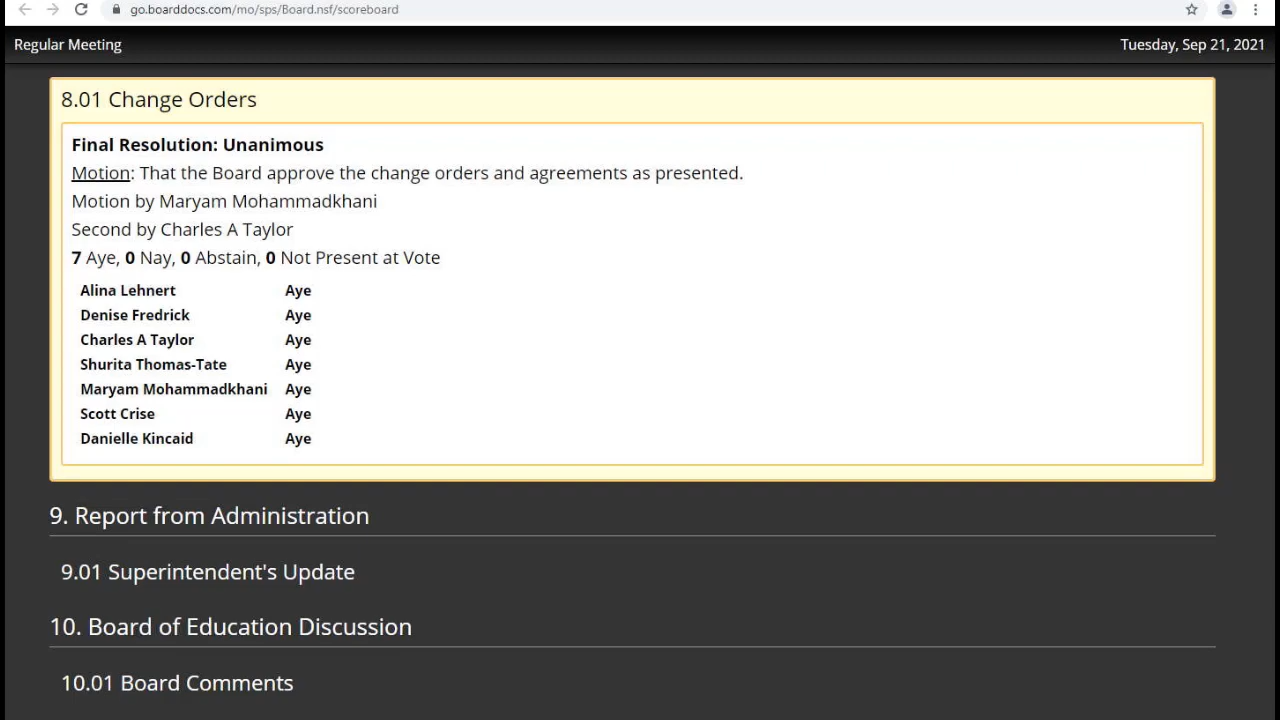 go.boarddocs.com/mo/sps/Board.nsf/scoreboard
Regular Meeting Tuesday, Sep 21, 2021
8.01 Change Orders
Final Resolution: Unanimous
Motion: That the Board approve the change orders and agreements as presented.
Motion by Maryam Mohammadkhani
Second by Charles A Taylor
7 Aye, 0 Nay, 0 Abstain, 0 Not Present at Vote
Alina Lehnert Aye
Denise Fredrick Aye
Charles A Taylor Aye
Shurita Thomas-Tate Aye
Maryam Mohammadkhani Aye
Scott Crise Aye
Danielle Kincaid Aye
9. Report from Administration
9.01 Superintendent's Update
10. Board of Education Discussion
10.01 Board Comments